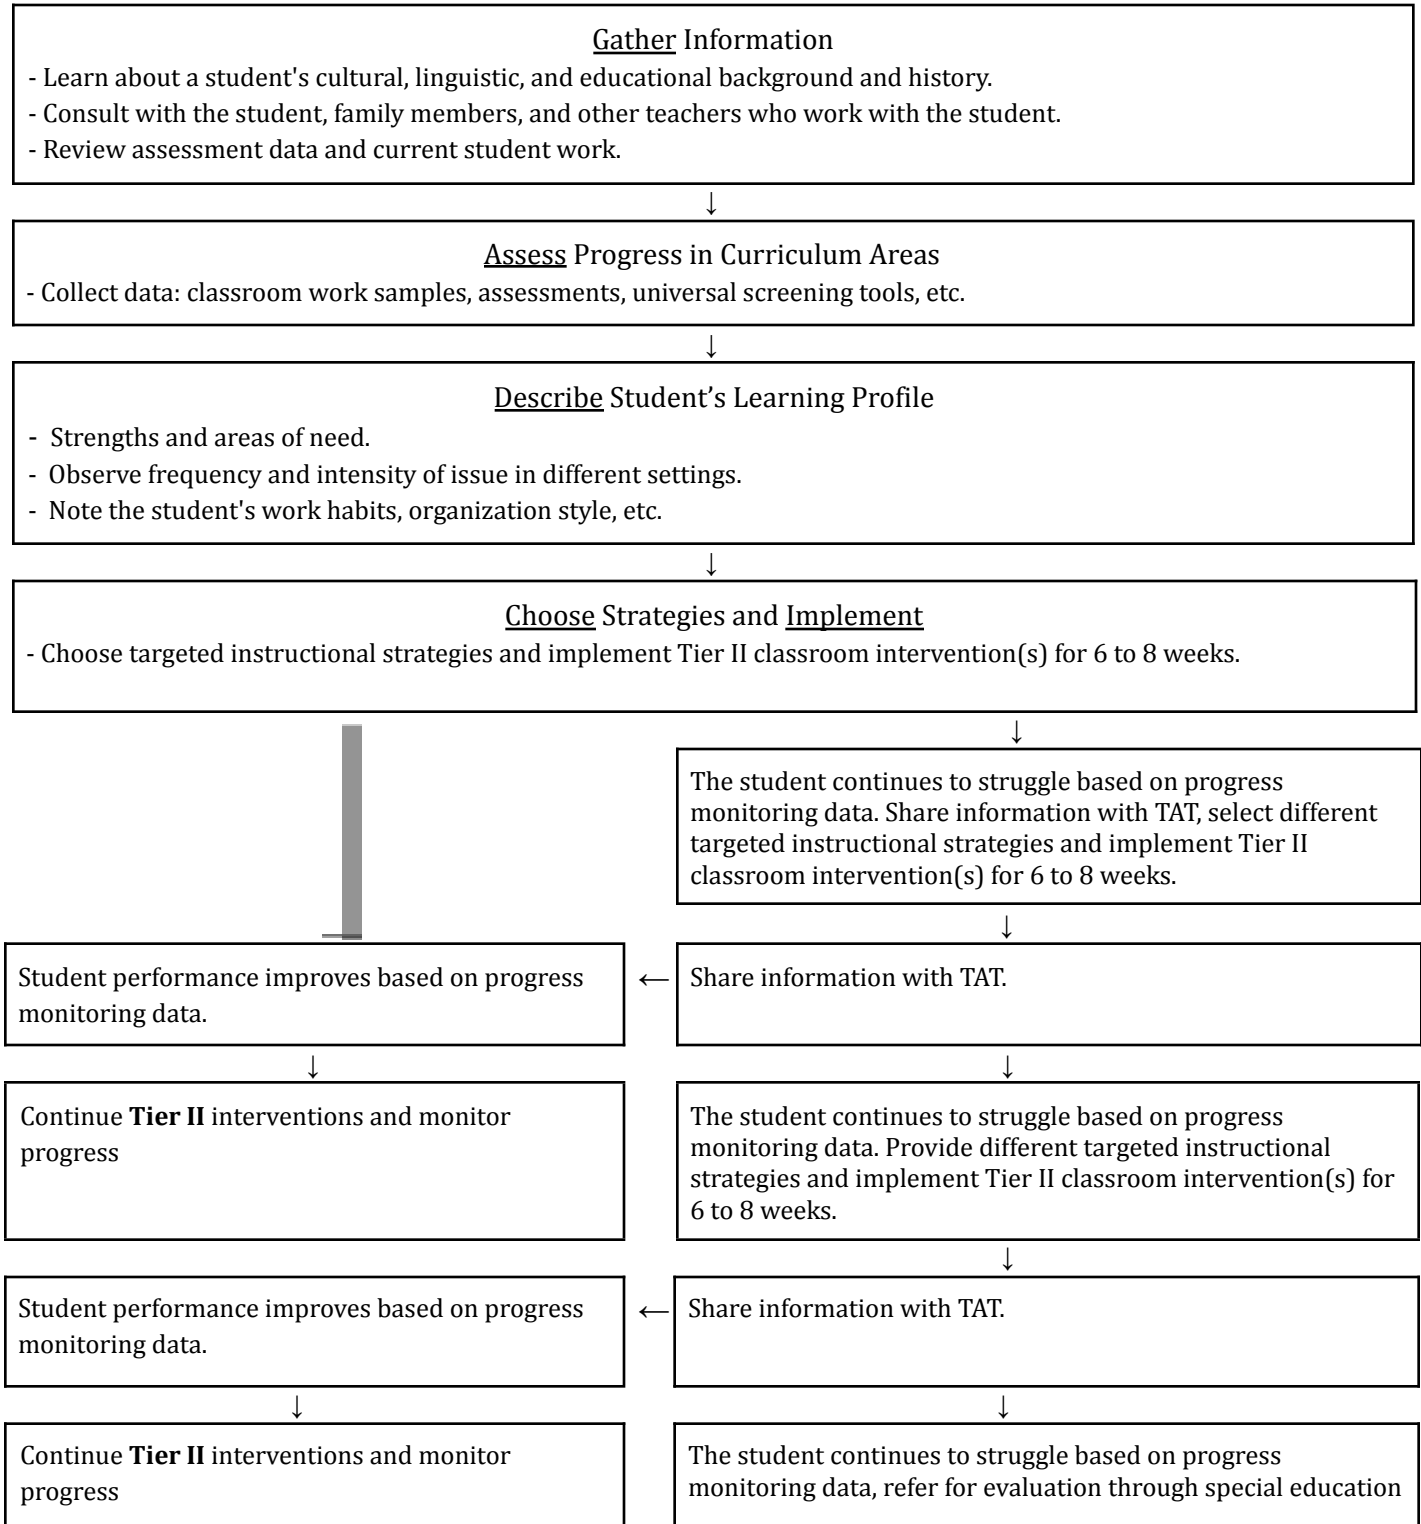 Gather Information
- Learn about a student's cultural, linguistic, and educational background and history.
- Consult with the student, family members, and other teachers who work with the student.
- Review assessment data and current student work.
↓
Assess Progress in Curriculum Areas
- Collect data: classroom work samples, assessments, universal screening tools, etc.
↓
Describe Student’s Learning Profile
- Strengths and areas of need.
- Observe frequency and intensity of issue in different settings.
- Note the student's work habits, organization style, etc.
↓
Choose Strategies and Implement
- Choose targeted instructional strategies and implement Tier II classroom intervention(s) for 6 to 8 weeks.
↓
The student continues to struggle based on progress
monitoring data. Share information with TAT, select different
targeted instructional strategies and implement Tier II
classroom intervention(s) for 6 to 8 weeks.
↓
Student performance improves based on progress
monitoring data.
←
Share information with TAT.
↓
↓
Continue Tier II interventions and monitor
progress
The student continues to struggle based on progress
monitoring data. Provide different targeted instructional
strategies and implement Tier II classroom intervention(s) for
6 to 8 weeks.
↓
Student performance improves based on progress
monitoring data.
←
Share information with TAT.
↓
↓
Continue Tier II interventions and monitor
progress
The student continues to struggle based on progress
monitoring data, refer for evaluation through special education